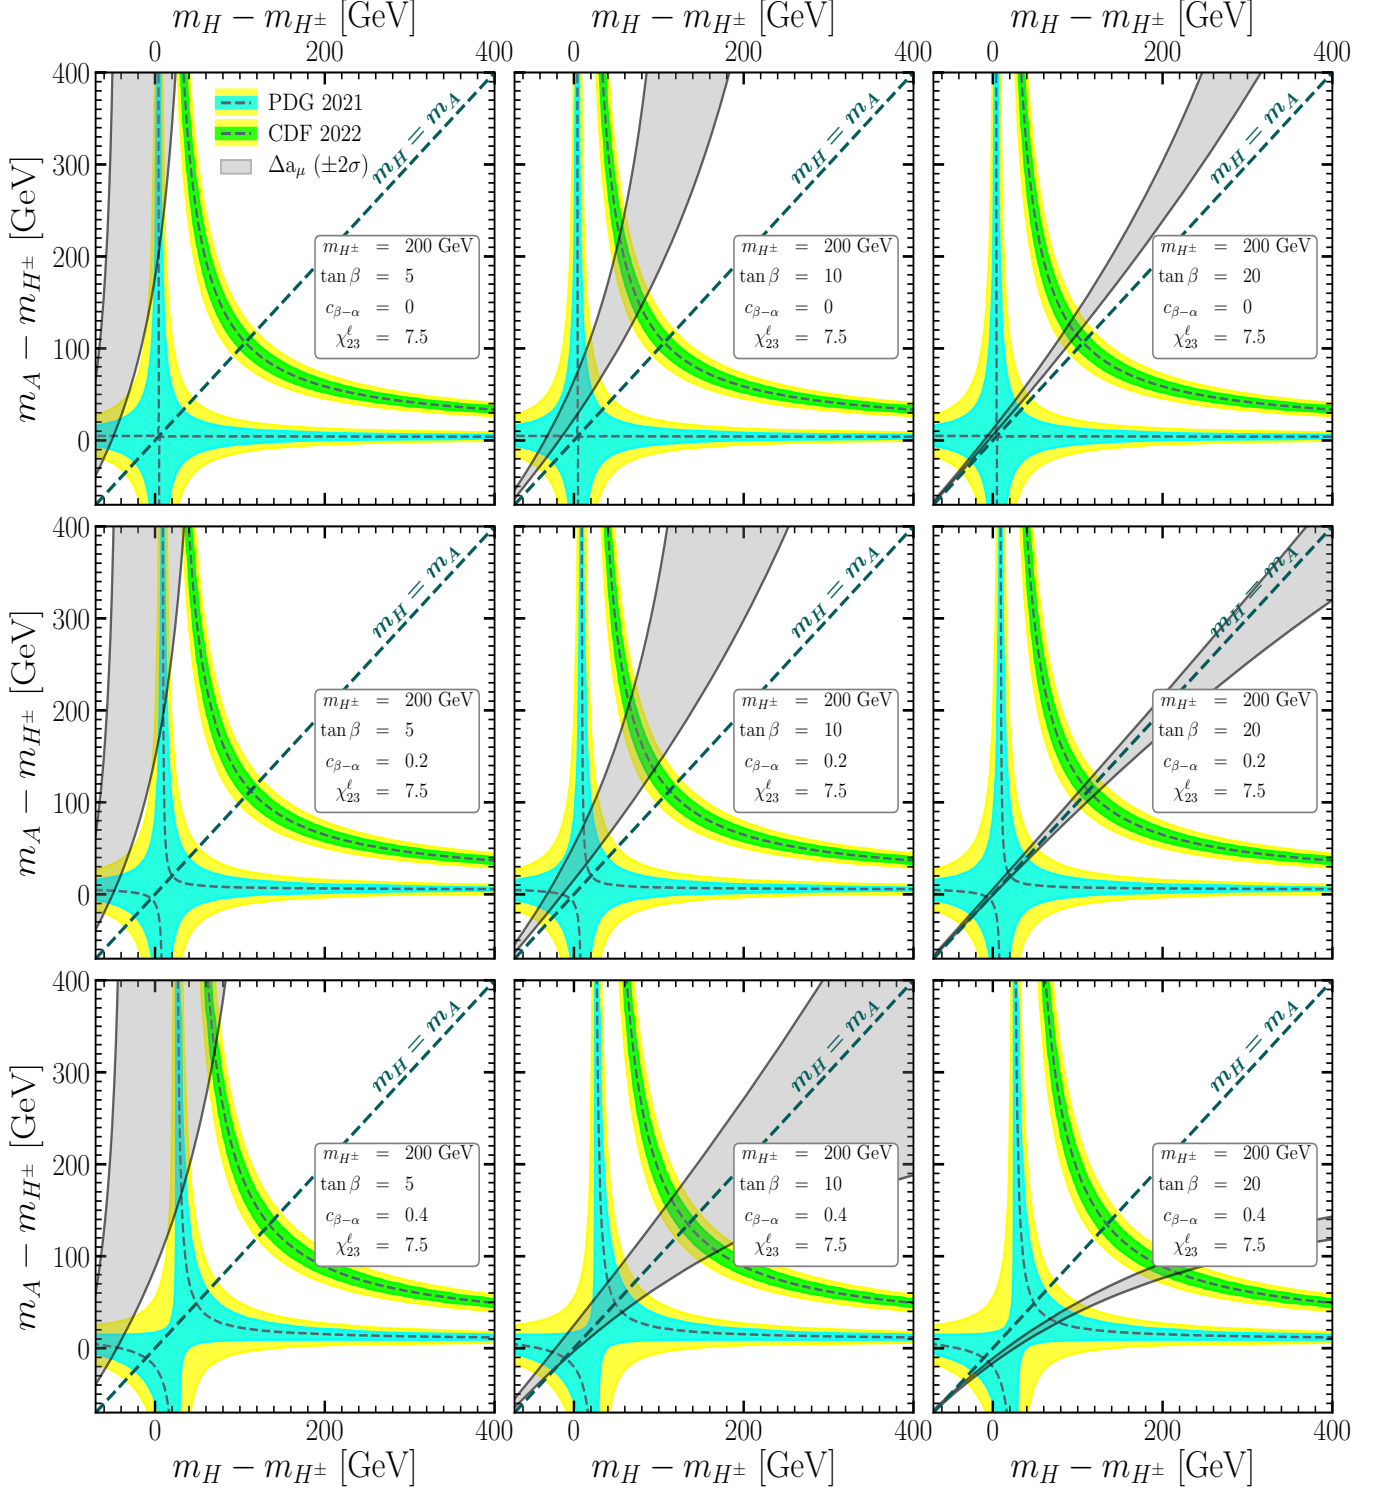 m_H − m_{H^±} [GeV] m_H − m_{H^±} [GeV] m_H − m_{H^±} [GeV]
0 200 400 0 200 400 0 200 400
m_A − m_{H^±} [GeV]
400
300
200
100
0
PDG 2021
CDF 2022
Δa_μ (±2σ)
m_H = m_A
m_{H^±} = 200 GeV
tan β = 5
c_{β−α} = 0
χ^ℓ_{23} = 7.5
m_H = m_A
m_{H^±} = 200 GeV
tan β = 10
c_{β−α} = 0
χ^ℓ_{23} = 7.5
m_H = m_A
m_{H^±} = 200 GeV
tan β = 20
c_{β−α} = 0
χ^ℓ_{23} = 7.5
m_A − m_{H^±} [GeV]
400
300
200
100
0
m_H = m_A
m_{H^±} = 200 GeV
tan β = 5
c_{β−α} = 0.2
χ^ℓ_{23} = 7.5
m_H = m_A
m_{H^±} = 200 GeV
tan β = 10
c_{β−α} = 0.2
χ^ℓ_{23} = 7.5
m_H = m_A
m_{H^±} = 200 GeV
tan β = 20
c_{β−α} = 0.2
χ^ℓ_{23} = 7.5
m_A − m_{H^±} [GeV]
400
300
200
100
0
m_H = m_A
m_{H^±} = 200 GeV
tan β = 5
c_{β−α} = 0.4
χ^ℓ_{23} = 7.5
m_H = m_A
m_{H^±} = 200 GeV
tan β = 10
c_{β−α} = 0.4
χ^ℓ_{23} = 7.5
m_H = m_A
m_{H^±} = 200 GeV
tan β = 20
c_{β−α} = 0.4
χ^ℓ_{23} = 7.5
0 200 400 0 200 400 0 200 400
m_H − m_{H^±} [GeV] m_H − m_{H^±} [GeV] m_H − m_{H^±} [GeV]